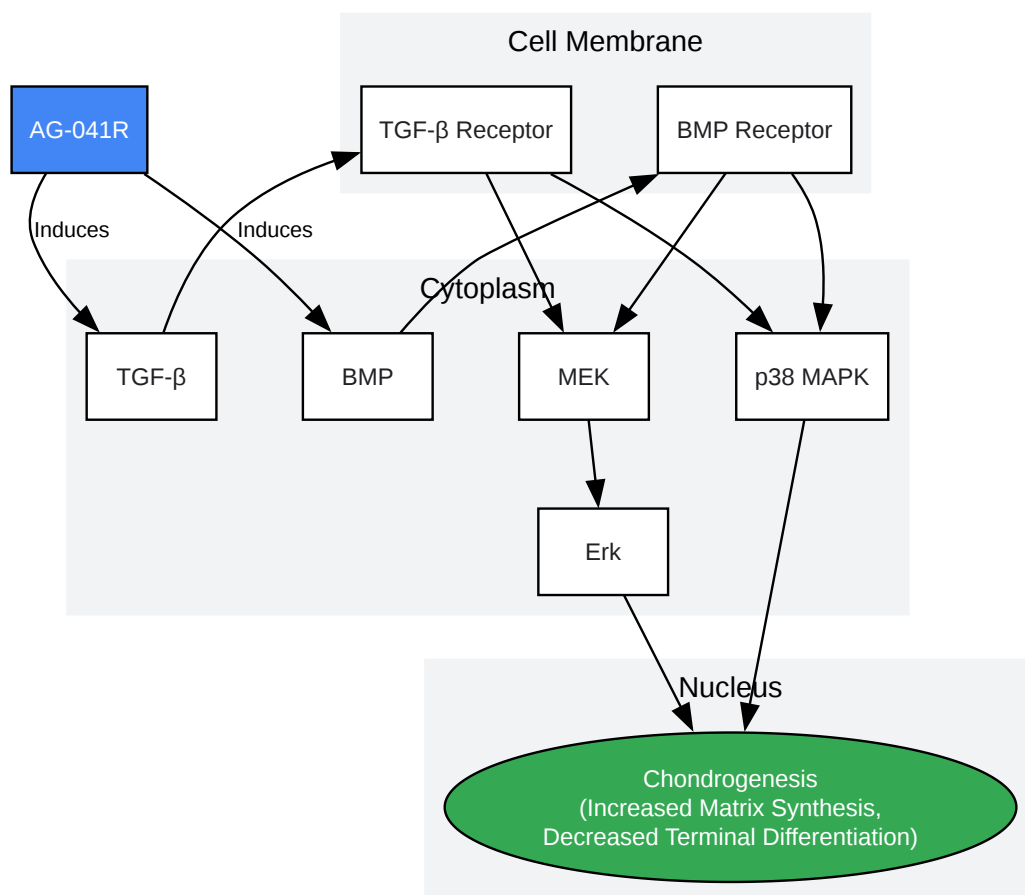 Cell Membrane
AG-041R
TGF-β Receptor
BMP Receptor
Induces
Induces
Cytoplasm
TGF-β
BMP
MEK
p38 MAPK
Erk
Nucleus
Chondrogenesis
(Increased Matrix Synthesis,
Decreased Terminal Differentiation)